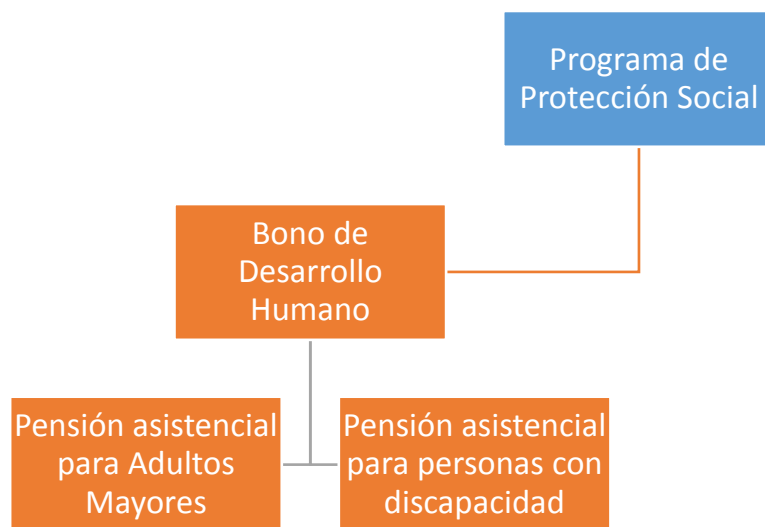 Programa de
Protección Social
Bono de
Desarrollo
Humano
Pensión asistencial
para Adultos
Mayores
Pensión asistencial
para personas con
discapacidad